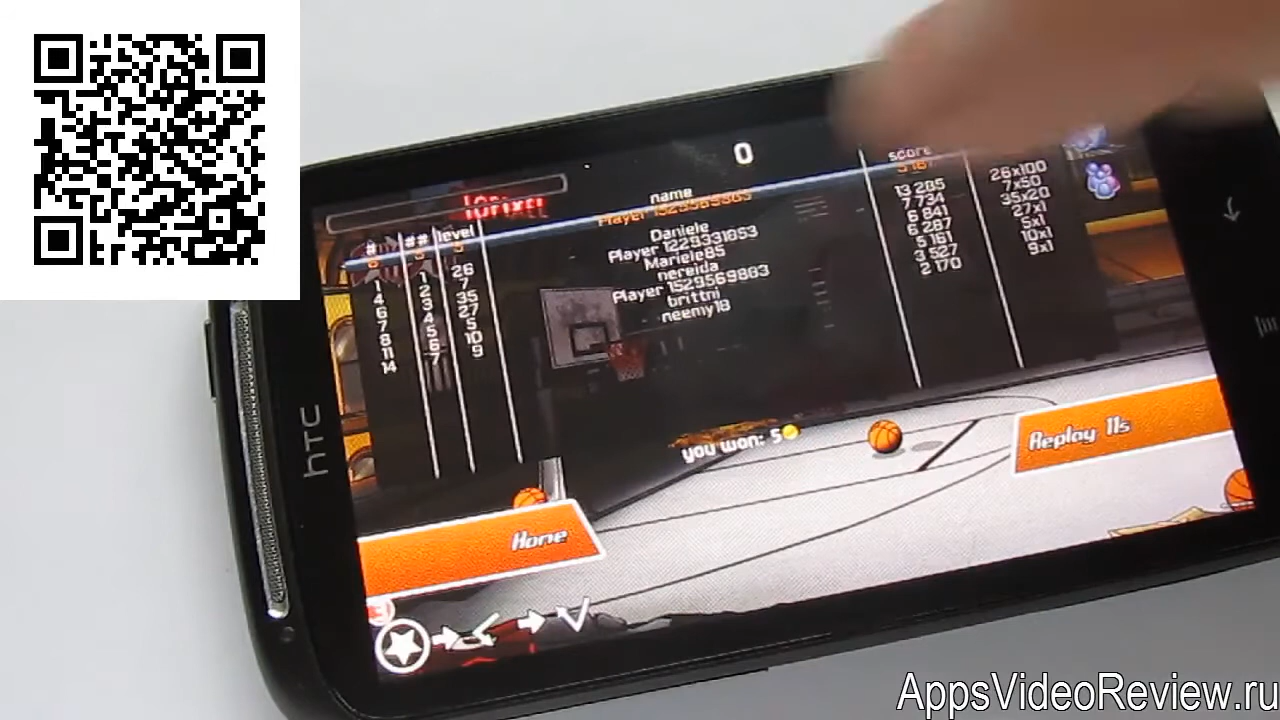 0
name
score
# ## level
Daniele
Player 1229331053
Mariele85
nereida
Player 1529569883
brittni
neemy18
1 1 26
4 2 7
6 3 35
7 4 27
8 5 5
11 6 10
14 7 9
13 285
7 734
6 841
6 287
5 161
3 527
2 170
26x100
7x50
35x20
27x1
5x1
10x1
9x1
you won: 5
Replay 11s
Home
3
hTC
AppsVideoReview.ru